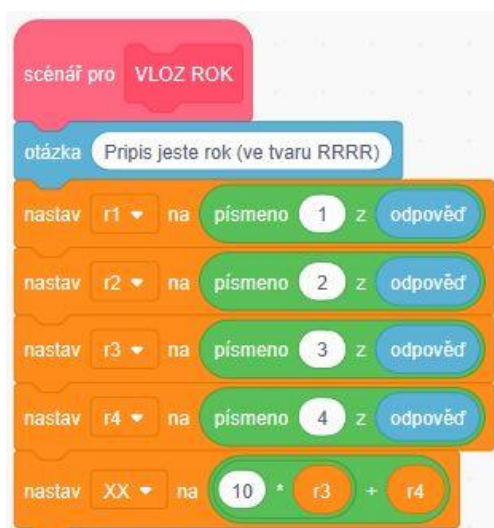 scénář pro VLOZ ROK
otázka Pripis jeste rok (ve tvaru RRRR)
nastav r1 na písmeno 1 z odpověď
nastav r2 na písmeno 2 z odpověď
nastav r3 na písmeno 3 z odpověď
nastav r4 na písmeno 4 z odpověď
nastav XX na 10 * r3 + r4